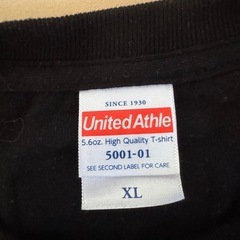 SINCE 1930
United Athle
5.6oz. High Quality T-shirt
5001-01
SEE SECOND LABEL FOR CARE
XL